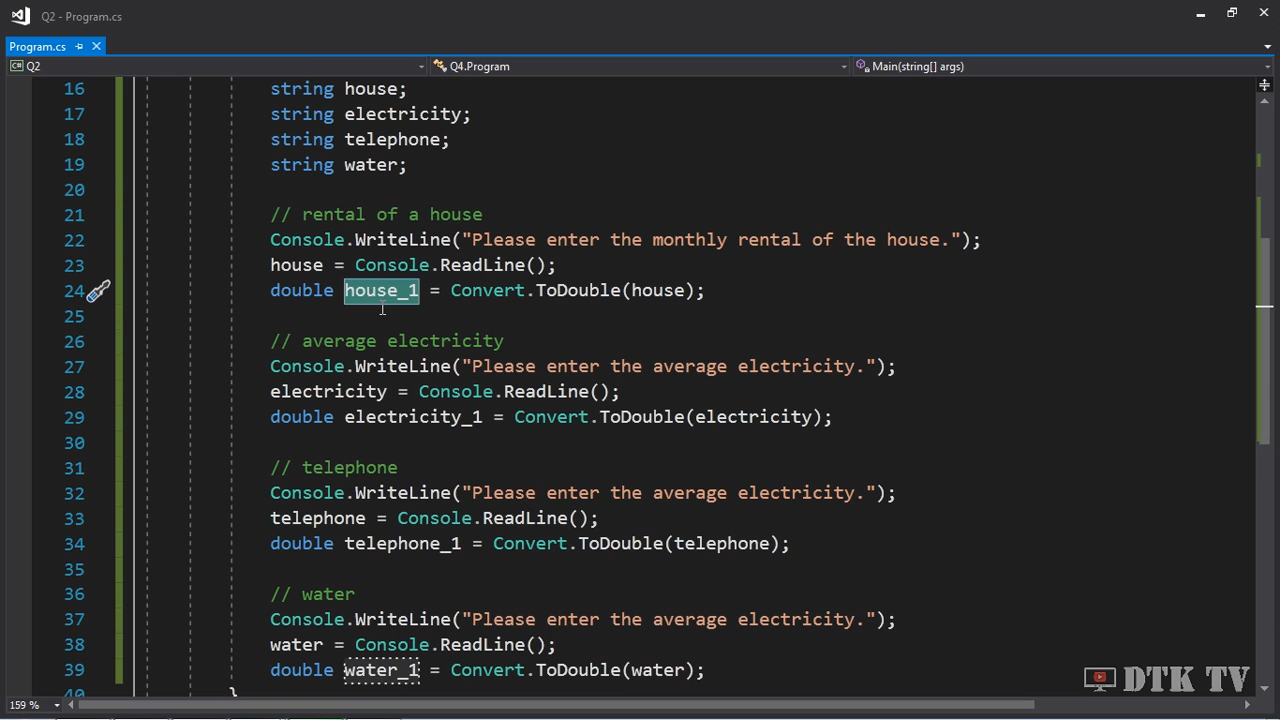 Q2 - Program.cs
Program.cs
Q2 Q4.Program Main(string[] args)
16 string house;
17 string electricity;
18 string telephone;
19 string water;
20
21 // rental of a house
22 Console.WriteLine("Please enter the monthly rental of the house.");
23 house = Console.ReadLine();
24 double house_1 = Convert.ToDouble(house);
25
26 // average electricity
27 Console.WriteLine("Please enter the average electricity.");
28 electricity = Console.ReadLine();
29 double electricity_1 = Convert.ToDouble(electricity);
30
31 // telephone
32 Console.WriteLine("Please enter the average electricity.");
33 telephone = Console.ReadLine();
34 double telephone_1 = Convert.ToDouble(telephone);
35
36 // water
37 Console.WriteLine("Please enter the average electricity.");
38 water = Console.ReadLine();
39 double water_1 = Convert.ToDouble(water);
40 }
DTK TV
159 %